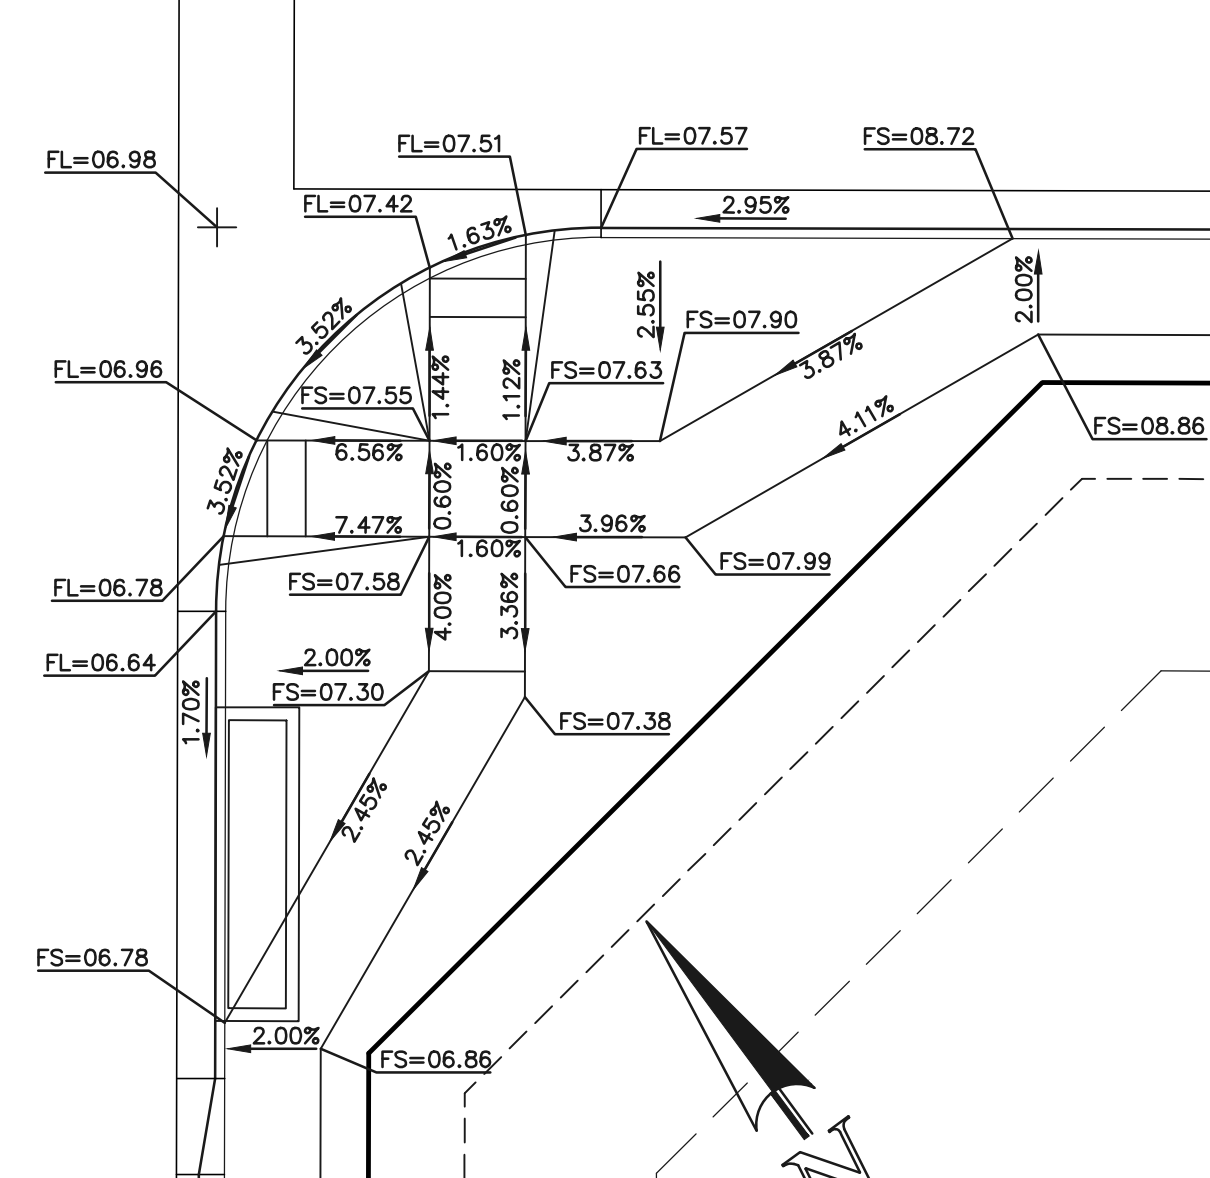 FL=07.51
FL=07.57
FS=08.72
FL=06.98
FL=07.42
2.95%
1.63%
2.55%
2.00%
3.52%
FS=07.90
3.87%
FL=06.96
FS=07.55
1.44%
1.12%
FS=07.63
4.11%
FS=08.86
6.56%
1.60%
3.87%
3.52%
0.60%
0.60%
7.47%
3.96%
1.60%
FS=07.99
FL=06.78
FS=07.58
4.00%
3.36%
FS=07.66
FL=06.64
2.00%
FS=07.30
1.70%
FS=07.38
2.45%
2.45%
FS=06.78
2.00%
FS=06.86
N